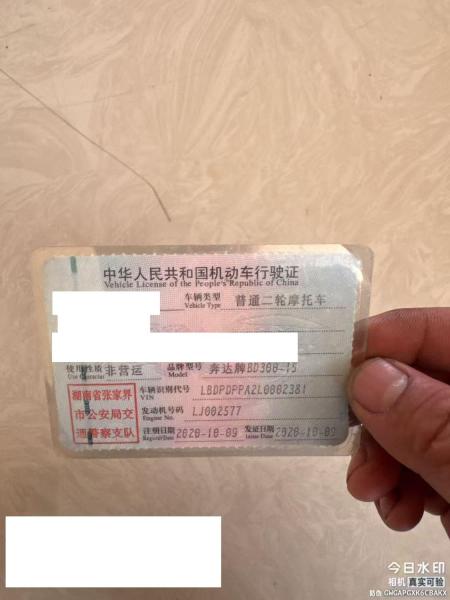 中华人民共和国机动车行驶证
Vehicle License of the People's Republic of China
车辆类型 普通二轮摩托车
Vehicle Type
使用性质 非营运 品牌型号 奔达牌BD300-15
Use Character Model
湖南省张家界
市公安局交
通警察支队
车辆识别代号 LBDPDPPA2L0002381
VIN
发动机号码 LJ002577
Engine No.
注册日期 2020-10-09 发证日期 2020-10-09
Register Date Issue Date
今日水印
相机 真实可验
防伪 GWGAPGXK6CBAKX